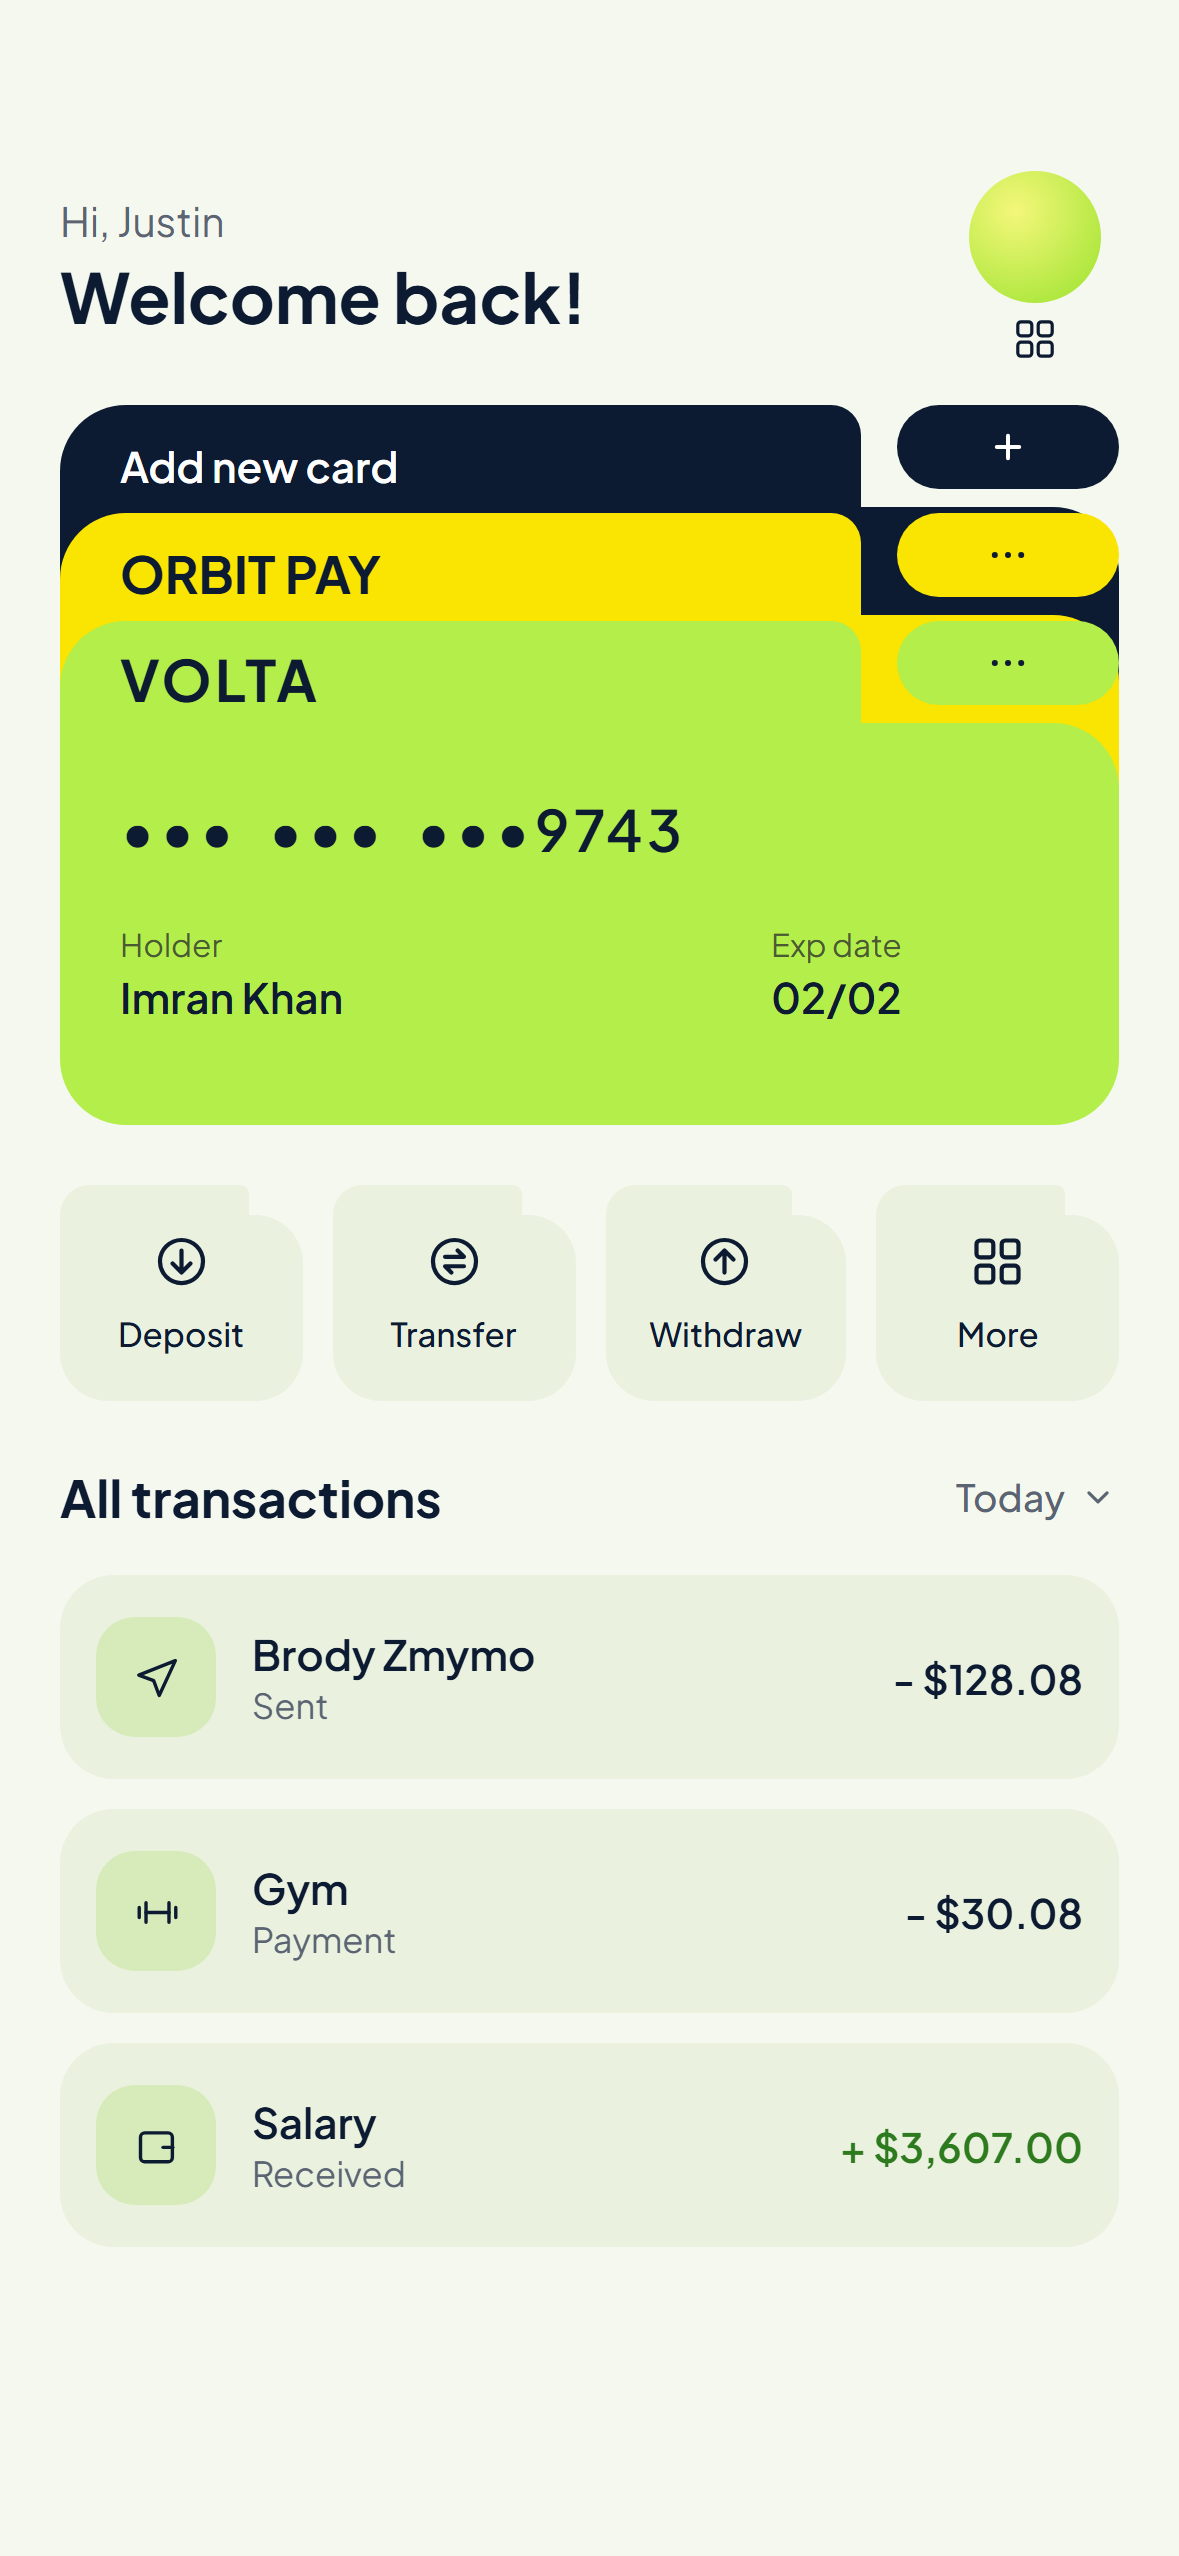 Hi, Justin
Welcome back!
Add new card
ORBIT PAY
VOLTA
••• ••• •••9743
Holder
Exp date
Imran Khan
02/02
Deposit
Transfer
Withdraw
More
All transactions
Today
Brody Zmymo
Sent
- $128.08
Gym
Payment
- $30.08
Salary
Received
+ $3,607.00